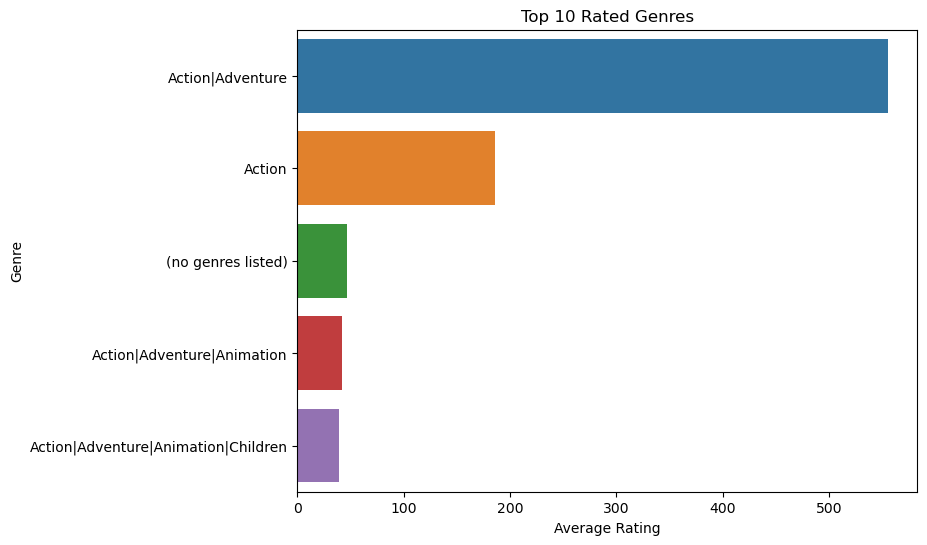 Top 10 Rated Genres
Genre
Action|Adventure
Action
(no genres listed)
Action|Adventure|Animation
Action|Adventure|Animation|Children
0 100 200 300 400 500
Average Rating